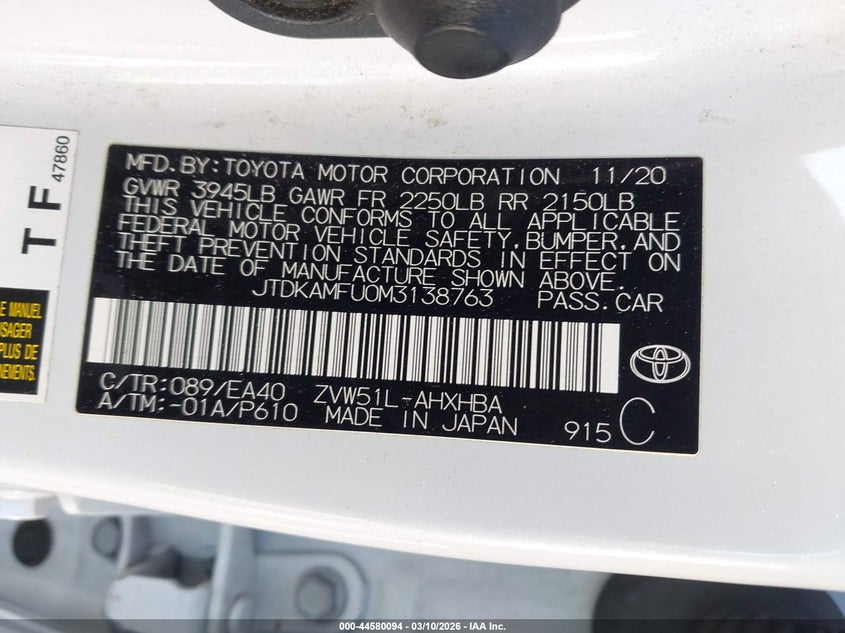 MFD.BY:TOYOTA MOTOR CORPORATION 11/20
GVWR 3945LB GAWR FR 2250LB RR 2150LB
THIS VEHICLE CONFORMS TO ALL APPLICABLE
FEDERAL MOTOR VEHICLE SAFETY,BUMPER,AND
THEFT PREVENTION STANDARDS IN EFFECT ON
THE DATE OF MANUFACTURE SHOWN ABOVE.
JTDKAMFU0M3138763 PASS.CAR
C/TR:089/EA40 ZVW51L-AHXHBA
A/TM:-01A/P610 MADE IN JAPAN 915 C
TF 47860
E MANUEL
USAGER
PLUS DE
NEMENTS.
000-44580094 - 03/10/2026 - IAA Inc.